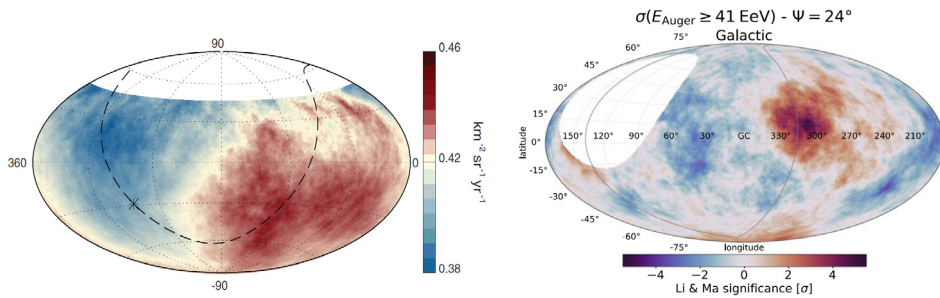 90
360
0
-90
0.46
0.42
0.38
km⁻² sr⁻¹ yr⁻¹
σ(E_Auger ≥ 41 EeV) - Ψ = 24°
Galactic
75°
60°
45°
30°
15°
0°
-15°
-30°
-45°
-60°
-75°
150° 120° 90° 60° 30° GC 330° 300° 270° 240° 210°
latitude
longitude
−4 −2 0 2 4
Li & Ma significance [σ]